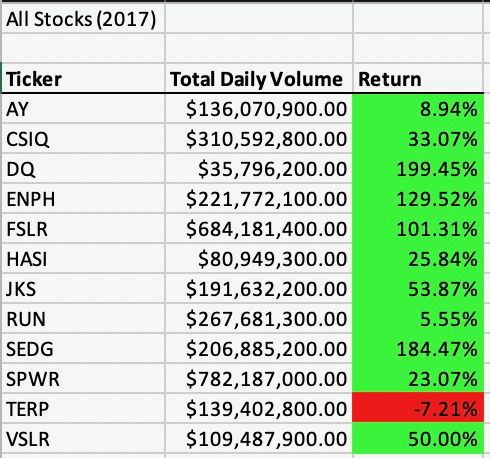 All Stocks (2017)
Ticker Total Daily Volume Return
AY $136,070,900.00 8.94%
CSIQ $310,592,800.00 33.07%
DQ $35,796,200.00 199.45%
ENPH $221,772,100.00 129.52%
FSLR $684,181,400.00 101.31%
HASI $80,949,300.00 25.84%
JKS $191,632,200.00 53.87%
RUN $267,681,300.00 5.55%
SEDG $206,885,200.00 184.47%
SPWR $782,187,000.00 23.07%
TERP $139,402,800.00 -7.21%
VSLR $109,487,900.00 50.00%